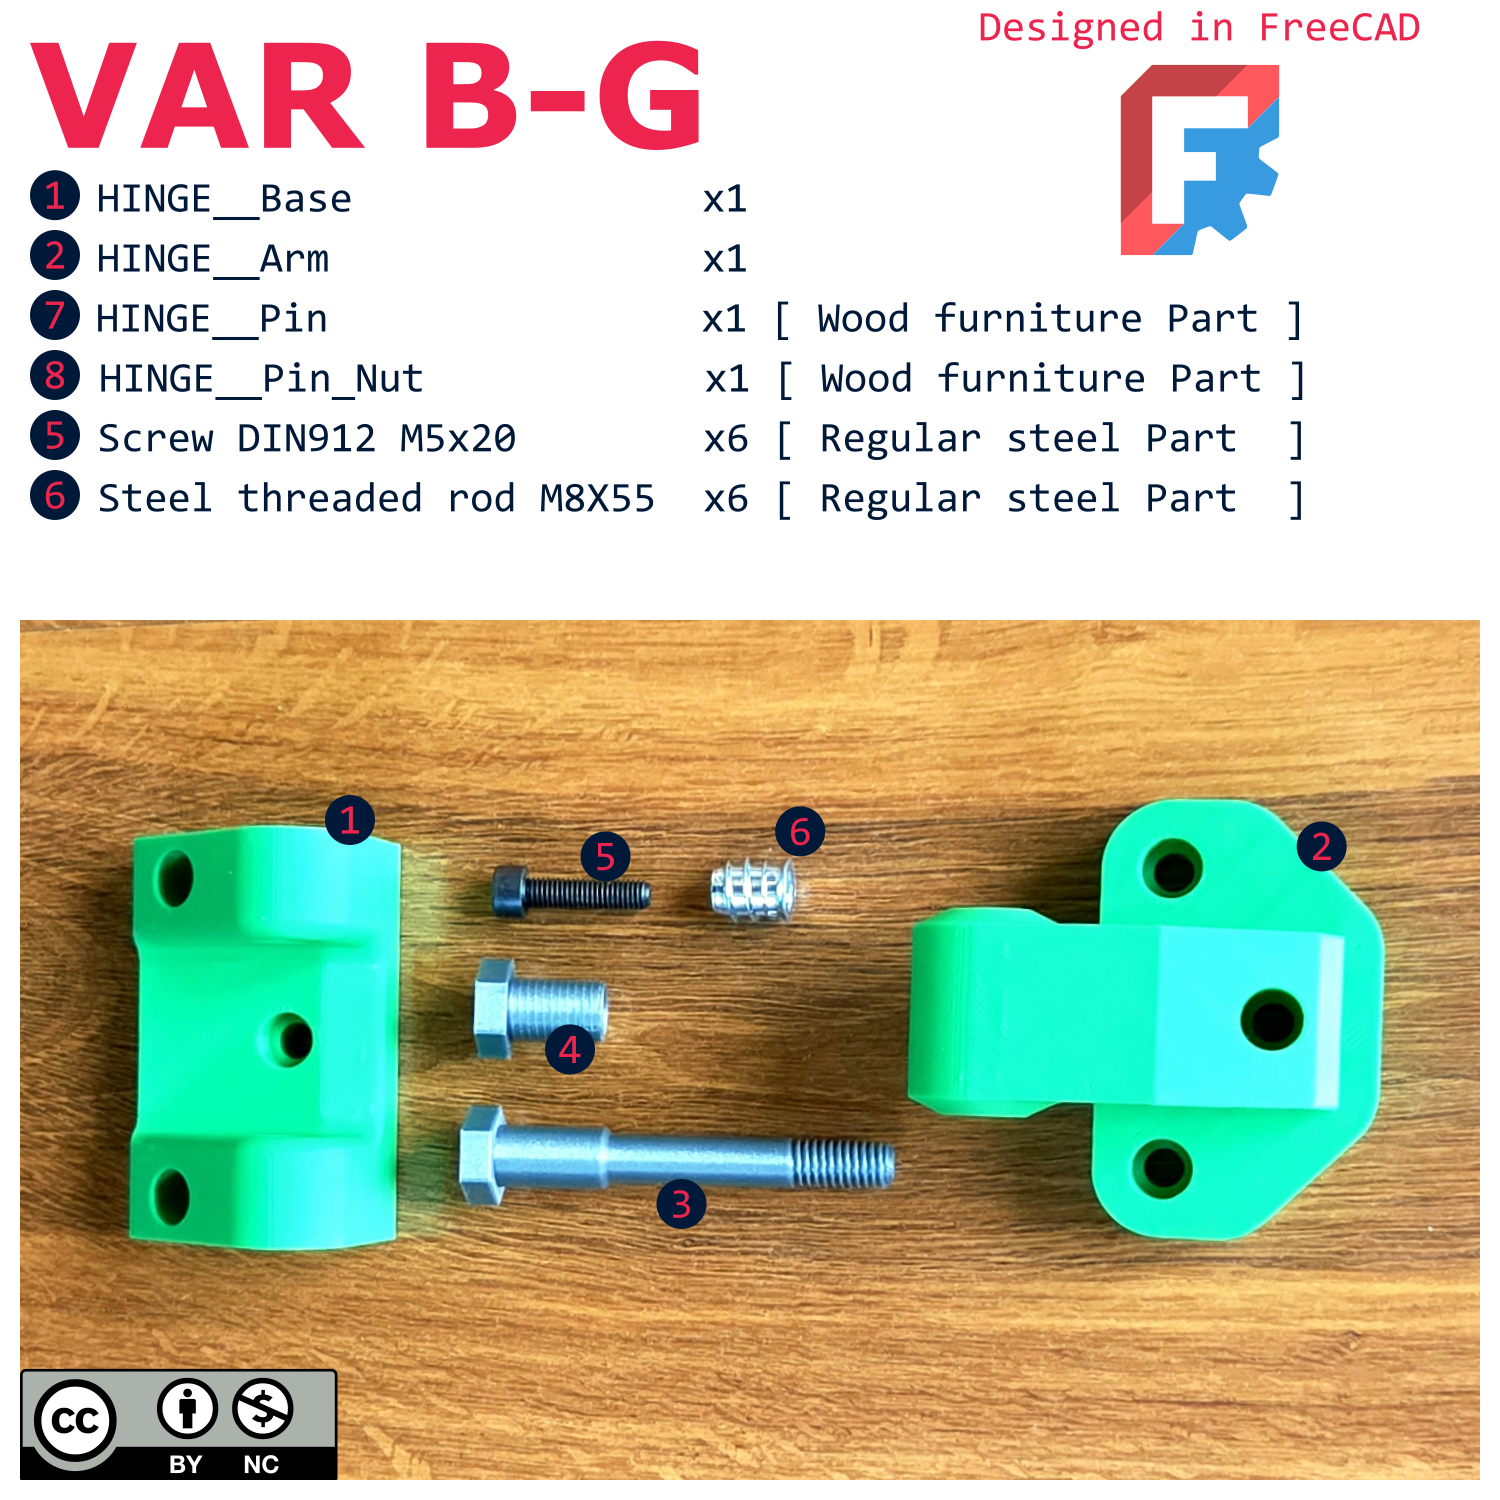 Designed in FreeCAD
VAR B-G
1 HINGE__Base x1
2 HINGE__Arm x1
7 HINGE__Pin x1 [ Wood furniture Part ]
8 HINGE__Pin_Nut x1 [ Wood furniture Part ]
5 Screw DIN912 M5x20 x6 [ Regular steel Part ]
6 Steel threaded rod M8X55 x6 [ Regular steel Part ]
1
5
6
2
4
3
cc
BY NC